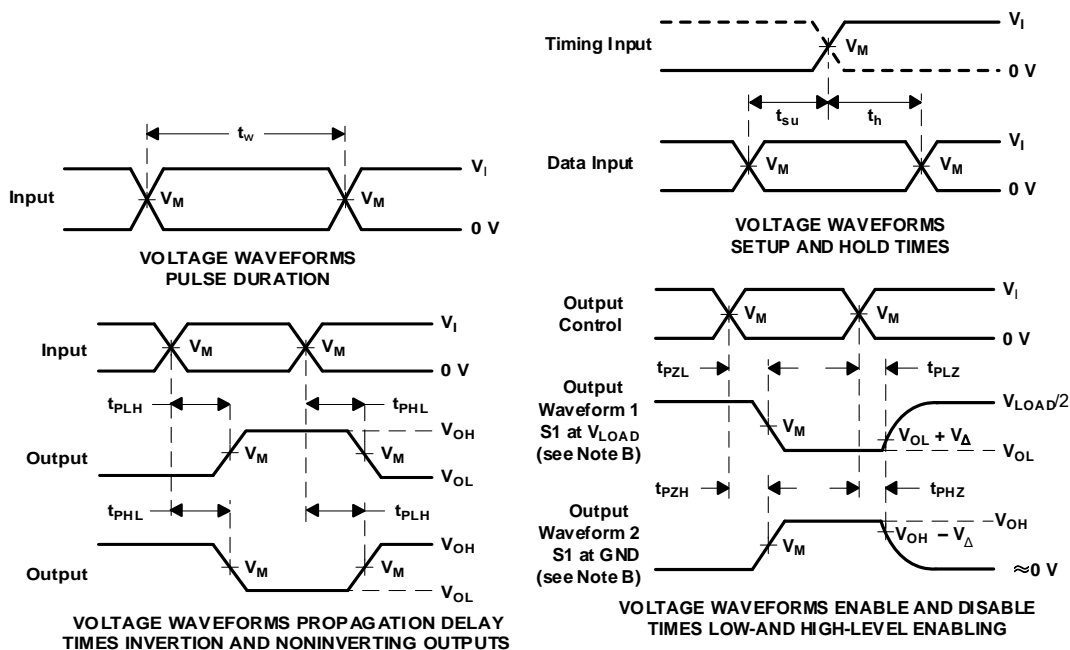 t_w
V_I
Input
V_M
V_M
0 V
VOLTAGE WAVEFORMS
PULSE DURATION
V_I
Timing Input
V_M
0 V
t_su
t_h
V_I
Data Input
V_M
V_M
0 V
VOLTAGE WAVEFORMS
SETUP AND HOLD TIMES
V_I
Input
V_M
V_M
0 V
t_PLH
t_PHL
V_OH
Output
V_M
V_M
V_OL
t_PHL
t_PLH
V_OH
Output
V_M
V_M
V_OL
VOLTAGE WAVEFORMS PROPAGATION DELAY
TIMES INVERTION AND NONINVERTING OUTPUTS
V_I
Output
Control
V_M
V_M
0 V
t_PZL
t_PLZ
Output
Waveform 1
S1 at V_LOAD
(see Note B)
V_LOAD/2
V_M
V_OL + V_Δ
V_OL
t_PZH
t_PHZ
Output
Waveform 2
S1 at GND
(see Note B)
V_OH
V_OH − V_Δ
V_M
≈0 V
VOLTAGE WAVEFORMS ENABLE AND DISABLE
TIMES LOW-AND HIGH-LEVEL ENABLING